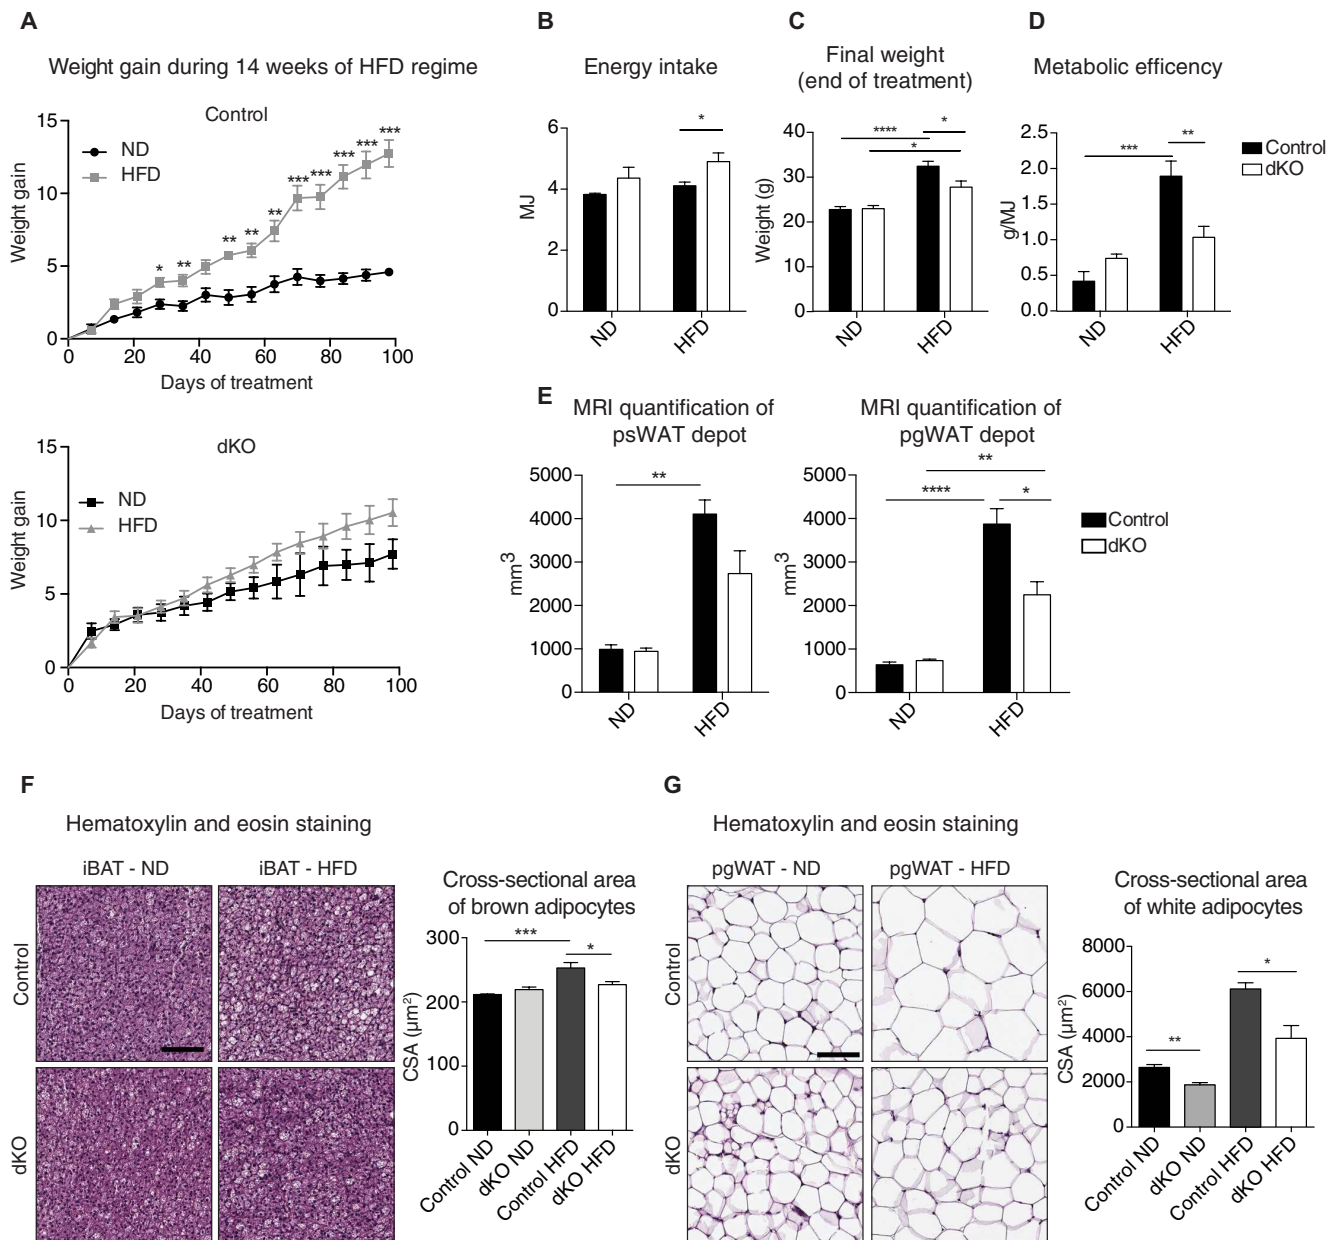 A
Weight gain during 14 weeks of HFD regime
Control
15
10
5
0
Weight gain
ND
HFD
*
**
**
**
**
***
***
***
***
***
0
20
40
60
80
100
Days of treatment
dKO
15
10
5
0
Weight gain
ND
HFD
0
20
40
60
80
100
Days of treatment
B
Energy intake
6
4
2
0
MJ
*
ND
HFD
C
Final weight
(end of treatment)
40
30
20
10
0
Weight (g)
****
*
*
ND
HFD
D
Metabolic efficency
2.5
2.0
1.5
1.0
0.5
0.0
g/MJ
***
**
ND
HFD
Control
dKO
E
MRI quantification of
psWAT depot
5000
4000
3000
2000
1000
0
mm3
**
ND
HFD
MRI quantification of
pgWAT depot
5000
4000
3000
2000
1000
0
mm3
**
****
*
ND
HFD
Control
dKO
F
Hematoxylin and eosin staining
iBAT - ND
iBAT - HFD
Control
dKO
Cross-sectional area
of brown adipocytes
300
200
100
0
CSA (µm²)
***
*
Control ND
dKO ND
Control HFD
dKO HFD
G
Hematoxylin and eosin staining
pgWAT - ND
pgWAT - HFD
Control
dKO
Cross-sectional area
of white adipocytes
8000
6000
4000
2000
0
CSA (µm²)
**
*
Control ND
dKO ND
Control HFD
dKO HFD